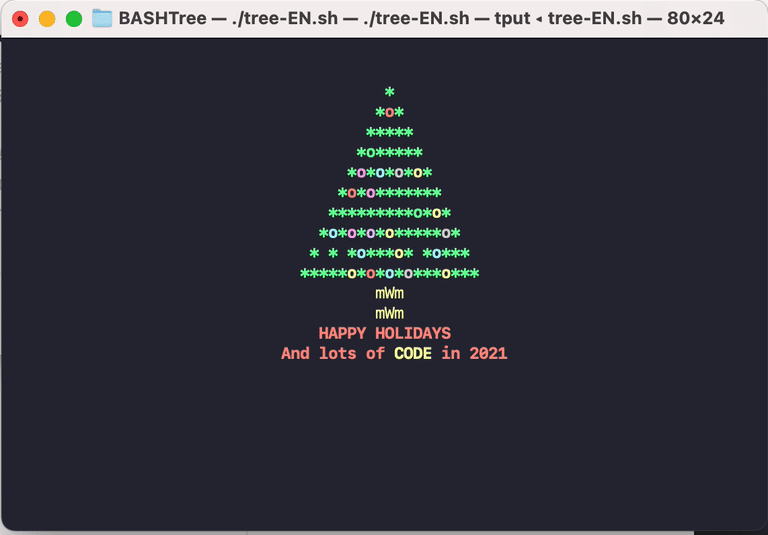 BASHTree — ./tree-EN.sh — ./tree-EN.sh — tput ◂ tree-EN.sh — 80×24
*
*o*
*****
*o*****
*o*o*o*o*
*o*o*******
*********o*o*
*o*o*o*o*****o*
* * *o***o* *o***
*****o*o*o*o***o***
mWm
mWm
HAPPY HOLIDAYS
And lots of CODE in 2021